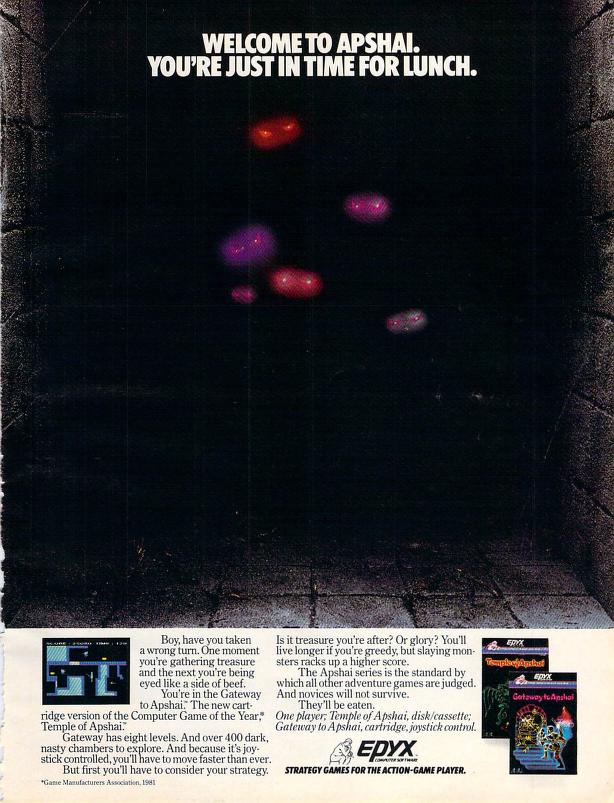 WELCOME TO APSHAI.
YOU'RE JUST IN TIME FOR LUNCH.
Boy, have you taken
a wrong turn. One moment
you're gathering treasure
and the next you're being
eyed like a side of beef.
You're in the Gateway
to Apshai.™ The new cart-
ridge version of the Computer Game of the Year,*
Temple of Apshai.™
Gateway has eight levels. And over 400 dark,
nasty chambers to explore. And because it's joy-
stick controlled, you'll have to move faster than ever.
But first you'll have to consider your strategy.
*Game Manufacturers Association, 1981
Is it treasure you're after? Or glory? You'll
live longer if you're greedy, but slaying mon-
sters racks up a higher score.
The Apshai series is the standard by
which all other adventure games are judged.
And novices will not survive.
They'll be eaten.
One player; Temple of Apshai, disk/cassette;
Gateway to Apshai, cartridge, joystick control.
EPYX
COMPUTER SOFTWARE
STRATEGY GAMES FOR THE ACTION-GAME PLAYER.
EPYX
Temple of Apshai
EPYX
Gateway to Apshai